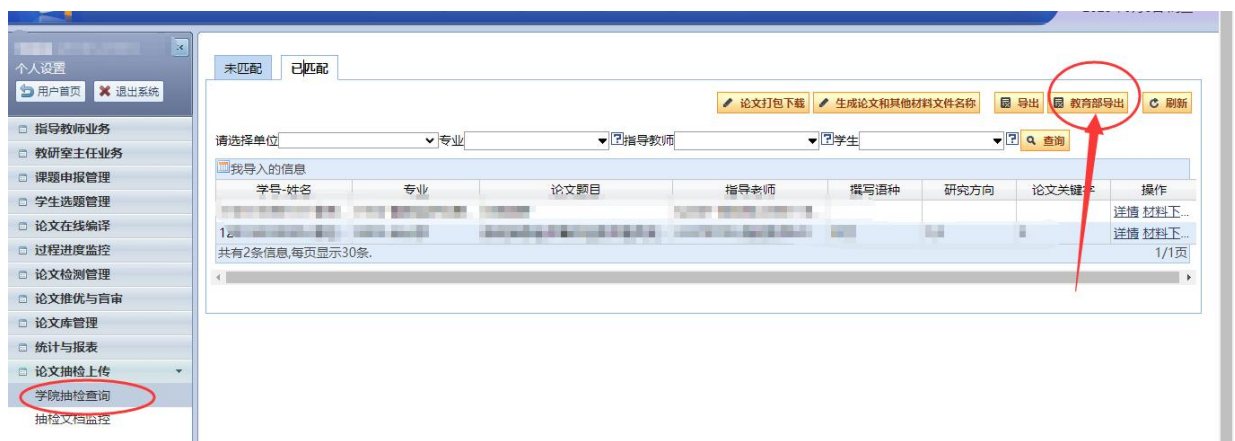 个人设置
用户首页 退出系统
指导教师业务
教研室主任业务
课题申报管理
学生选题管理
论文在线编译
过程进度监控
论文检测管理
论文推优与盲审
论文库管理
统计与报表
论文抽检上传
学院抽检查询
抽检文档监控
未匹配 已匹配
论文打包下载 生成论文和其他材料文件名称 导出 教育部导出 刷新
请选择单位 专业 ?指导教师 ?学生 ? 查询
我导入的信息
学号-姓名 专业 论文题目 指导老师 撰写语种 研究方向 论文关键字 操作
详情 材料下...
详情 材料下...
共有2条信息,每页显示30条. 1/1页